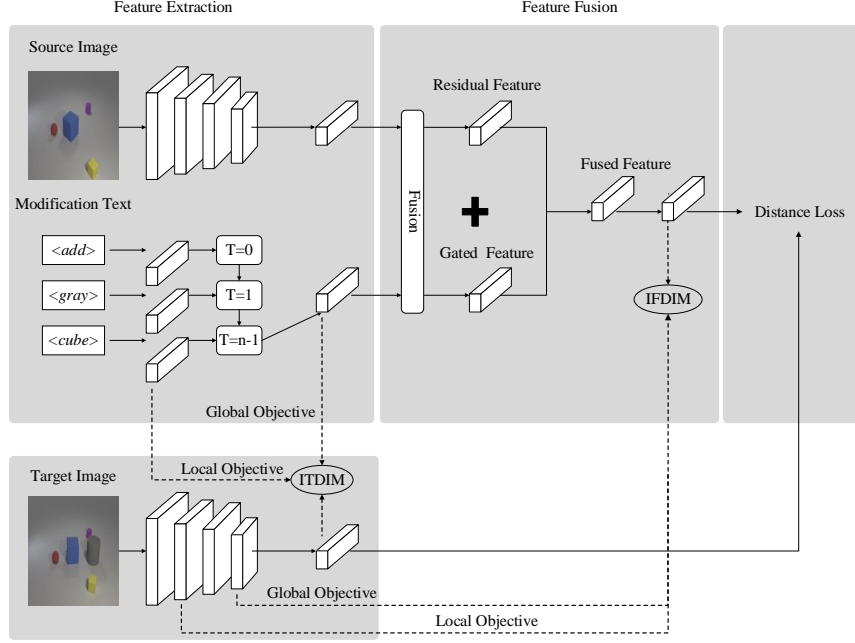 Feature Extraction
Feature Fusion
Source Image
Residual Feature
Fused Feature
Fusion
Modification Text
Distance Loss
<add>
T=0
Gated Feature
<gray>
T=1
IFDIM
<cube>
T=n-1
Global Objective
Local Objective
Target Image
ITDIM
Global Objective
Local Objective